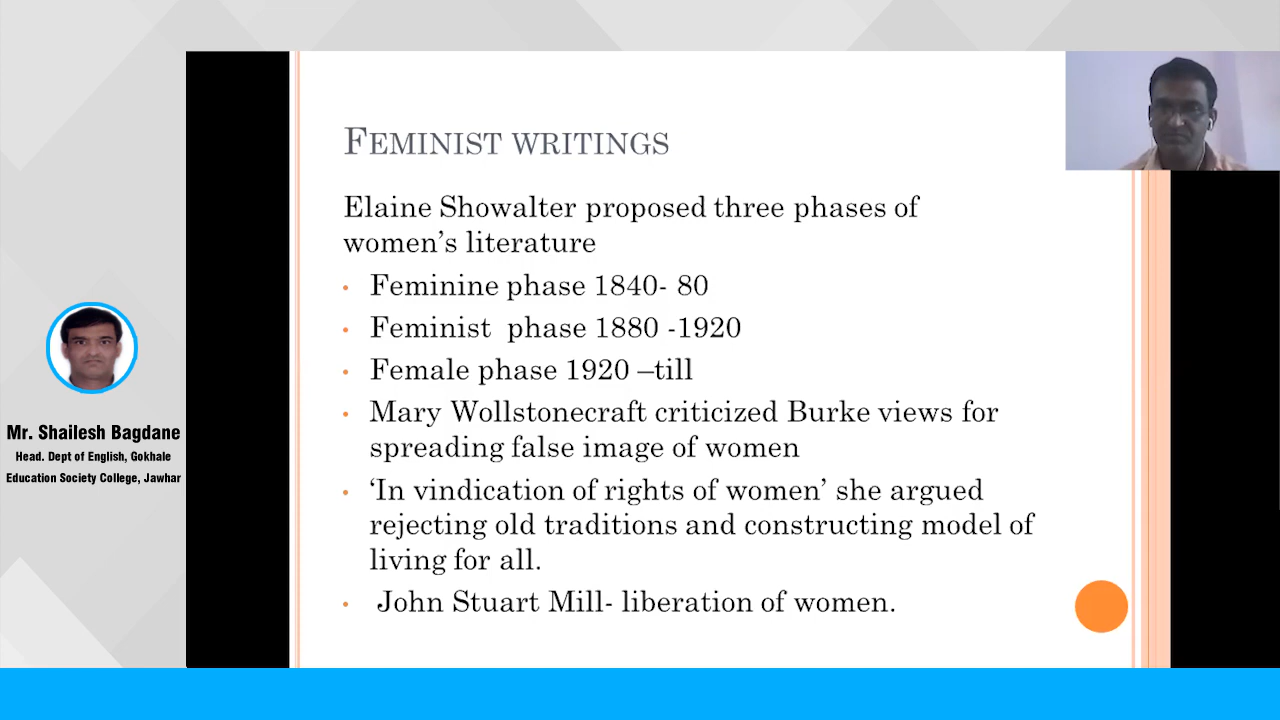 FEMINIST WRITINGS
Elaine Showalter proposed three phases of
women’s literature
• Feminine phase 1840- 80
• Feminist  phase 1880 -1920
• Female phase 1920 –till
• Mary Wollstonecraft criticized Burke views for
spreading false image of women
• ‘In vindication of rights of women’ she argued
rejecting old traditions and constructing model of
living for all.
• John Stuart Mill- liberation of women.
Mr. Shailesh Bagdane
Head. Dept of English, Gokhale
Education Society College, Jawhar